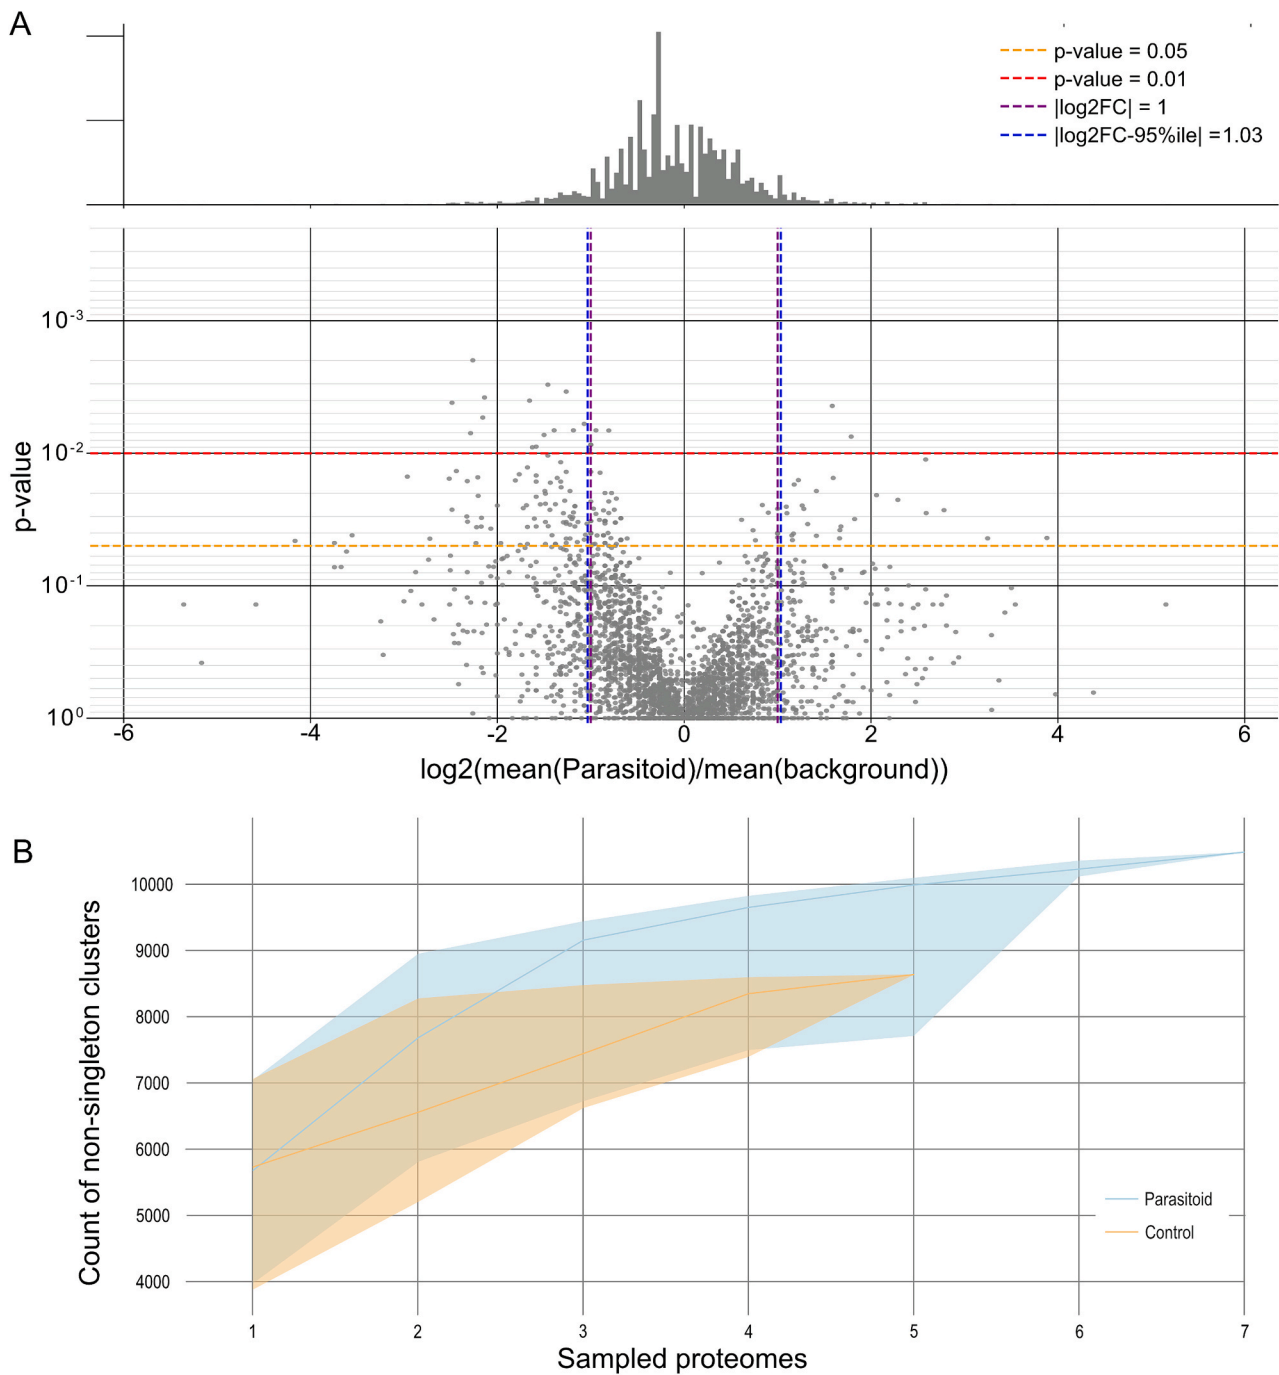 A
p-value = 0.05
p-value = 0.01
|log2FC| = 1
|log2FC-95%ile| =1.03
10-3
10-2
10-1
100
p-value
-6 -4 -2 0 2 4 6
log2(mean(Parasitoid)/mean(background))
B
10000
9000
8000
7000
6000
5000
4000
Count of non-singleton clusters
Parasitoid
Control
1 2 3 4 5 6 7
Sampled proteomes